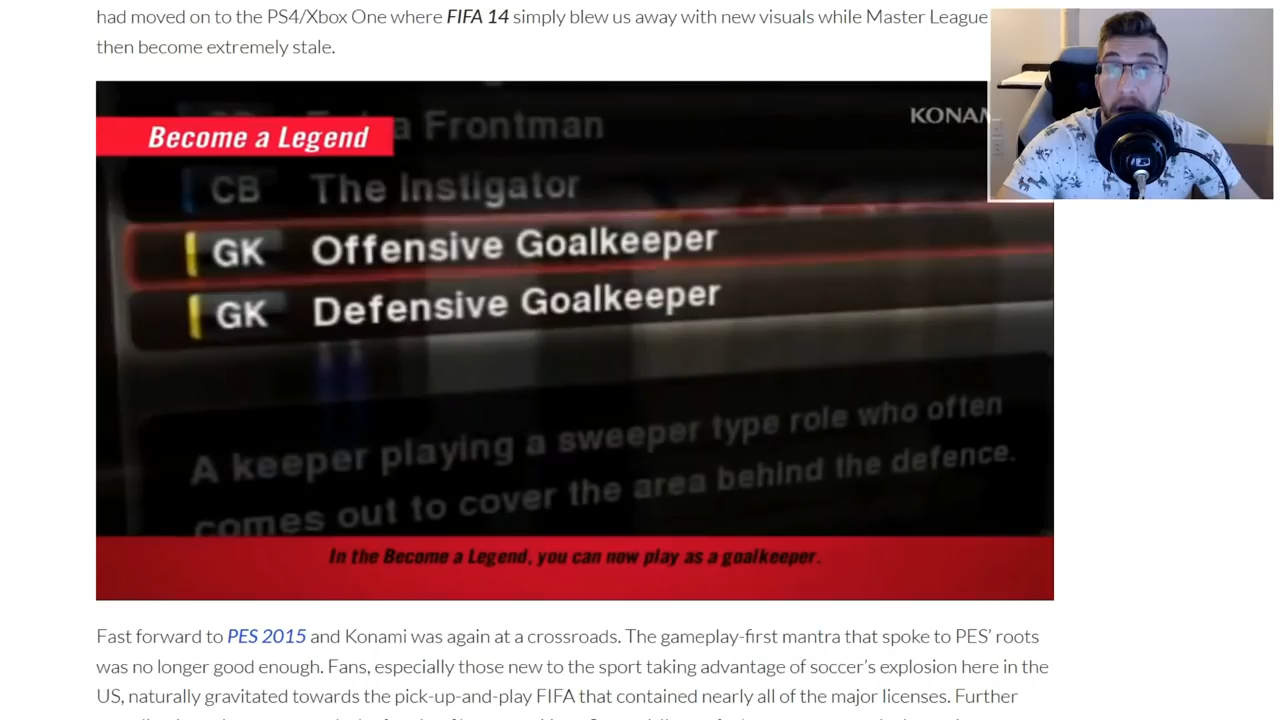 had moved on to the PS4/Xbox One where FIFA 14 simply blew us away with new visuals while Master League
then become extremely stale.
Become a Legend
a Frontman
KONAM
CB The Instigator
GK Offensive Goalkeeper
GK Defensive Goalkeeper
A keeper playing a sweeper type role who often
comes out to cover the area behind the defence.
In the Become a Legend, you can now play as a goalkeeper.
Fast forward to PES 2015 and Konami was again at a crossroads. The gameplay-first mantra that spoke to PES’ roots
was no longer good enough. Fans, especially those new to the sport taking advantage of soccer’s explosion here in the
US, naturally gravitated towards the pick-up-and-play FIFA that contained nearly all of the major licenses. Further